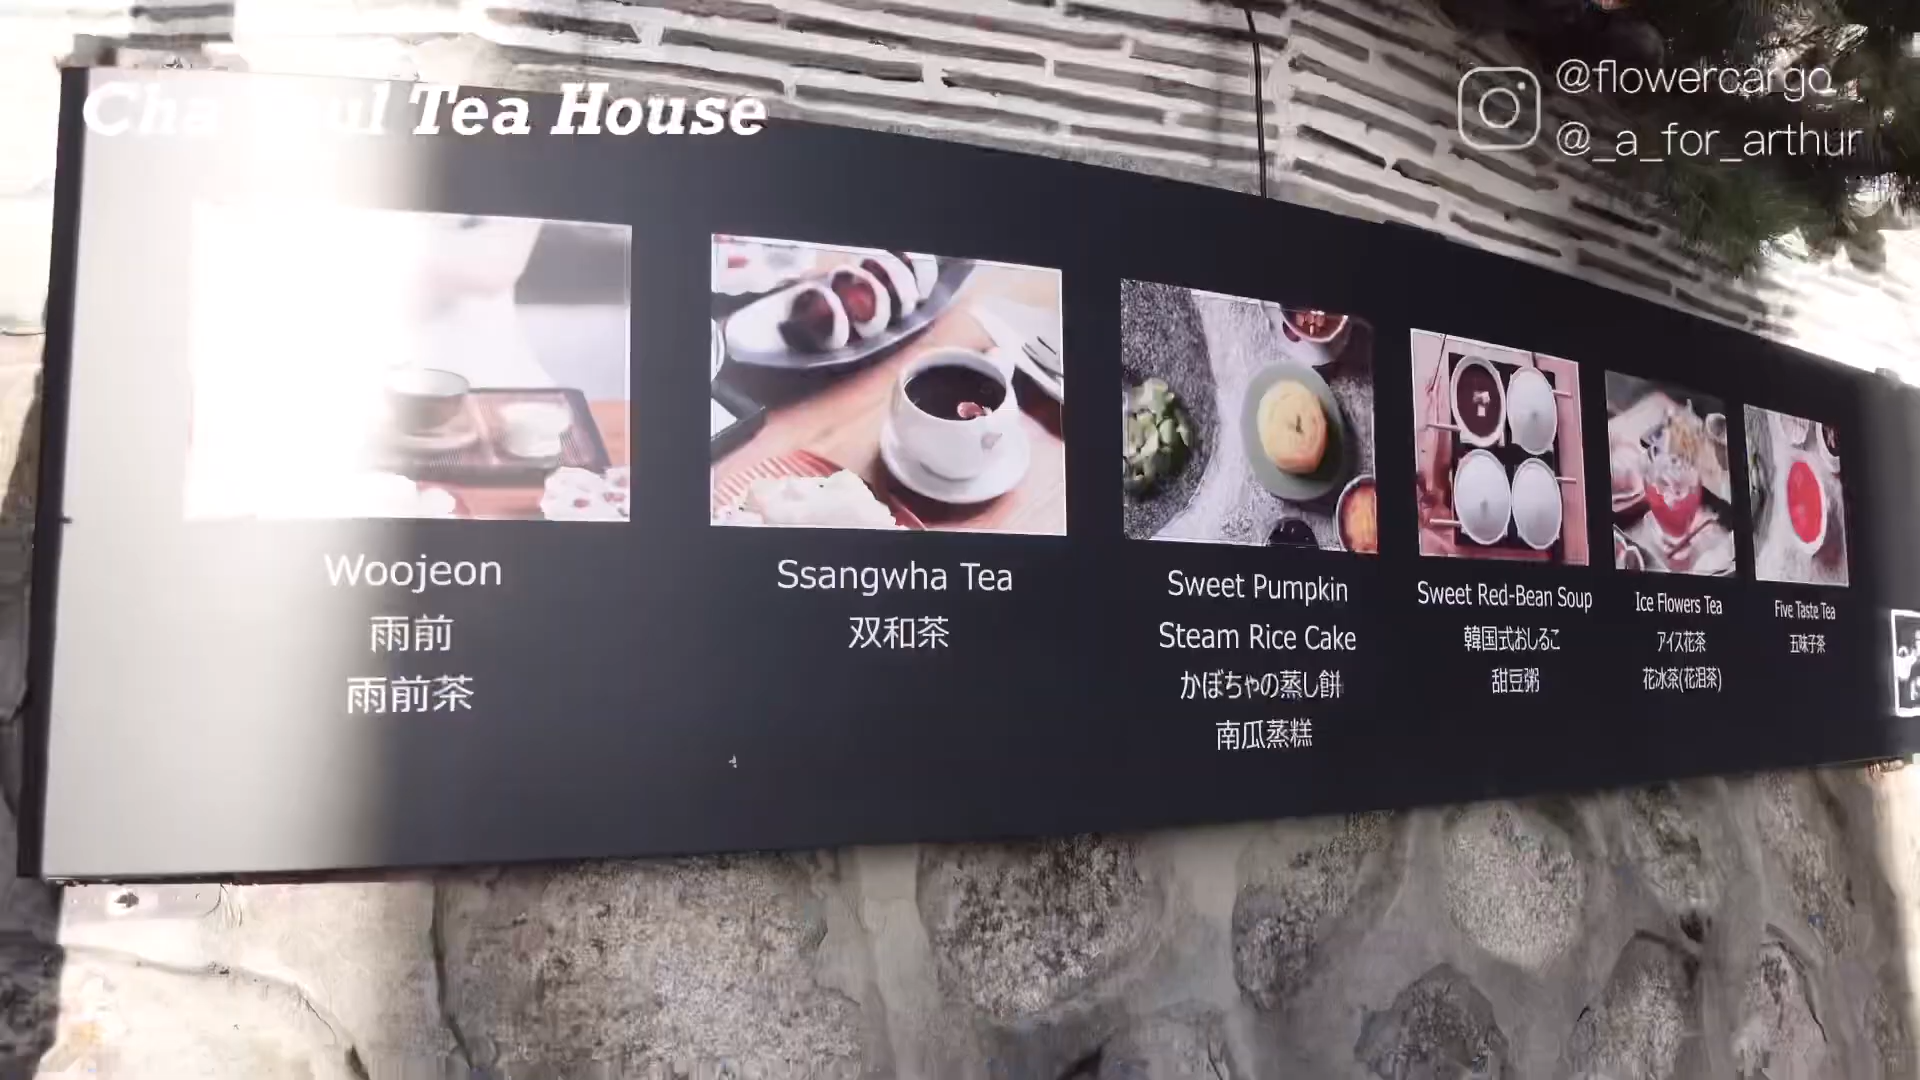 Cha Tea House
@flowercargo
@_a_for_arthur
Woojeon
雨前
雨前茶
Ssangwha Tea
双和茶
Sweet Pumpkin
Steam Rice Cake
かぼちゃの蒸し餅
南瓜蒸糕
Sweet Red-Bean Soup
韓国式おしるこ
甜豆粥
Ice Flowers Tea
アイス花茶
花冰茶(花泪茶)
Five Taste Tea
五味子茶